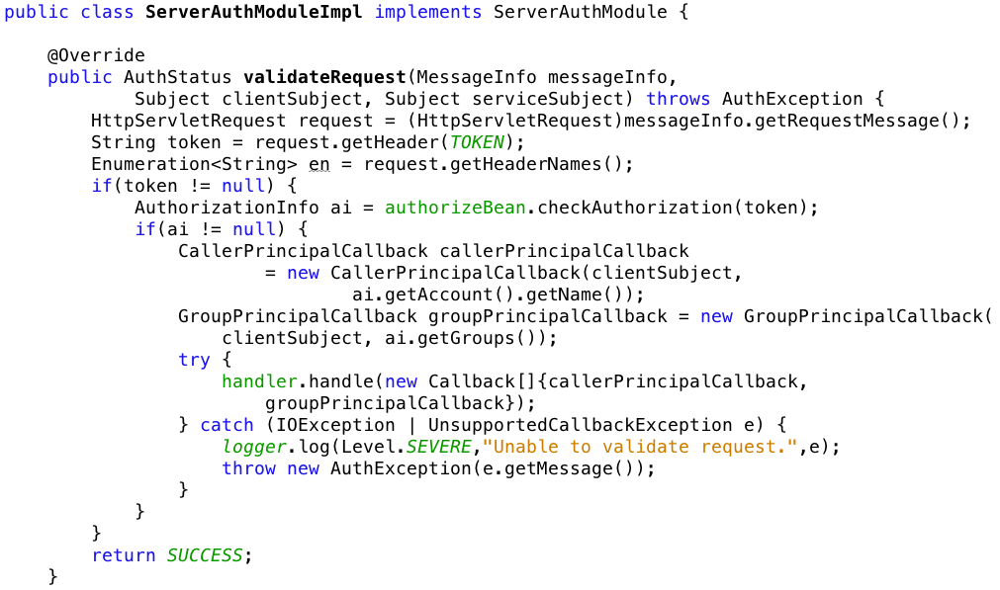 public class ServerAuthModuleImpl implements ServerAuthModule {
@Override
public AuthStatus validateRequest(MessageInfo messageInfo,
Subject clientSubject, Subject serviceSubject) throws AuthException {
HttpServletRequest request = (HttpServletRequest)messageInfo.getRequestMessage();
String token = request.getHeader(TOKEN);
Enumeration<String> en = request.getHeaderNames();
if(token != null) {
AuthorizationInfo ai = authorizeBean.checkAuthorization(token);
if(ai != null) {
CallerPrincipalCallback callerPrincipalCallback
= new CallerPrincipalCallback(clientSubject,
ai.getAccount().getName());
GroupPrincipalCallback groupPrincipalCallback = new GroupPrincipalCallback(
clientSubject, ai.getGroups());
try {
handler.handle(new Callback[]{callerPrincipalCallback,
groupPrincipalCallback});
} catch (IOException | UnsupportedCallbackException e) {
logger.log(Level.SEVERE,"Unable to validate request.",e);
throw new AuthException(e.getMessage());
}
}
}
return SUCCESS;
}